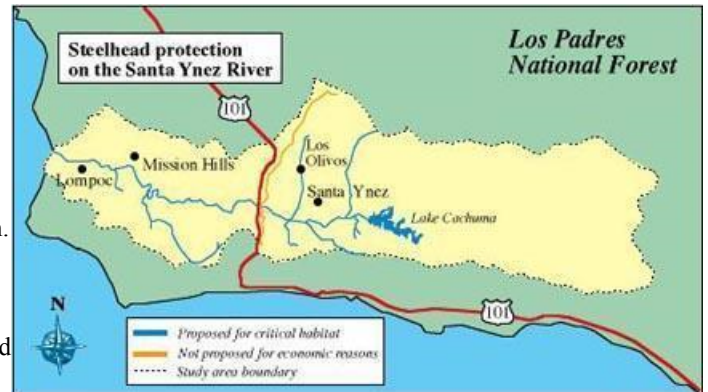 Steelhead protection
on the Santa Ynez River
Los Padres
National Forest
101
Mission Hills
Lompoc
Los
Olivos
Santa Ynez
Lake Cachuma
101
N
Proposed for critical habitat
Not proposed for economic reasons
Study area boundary